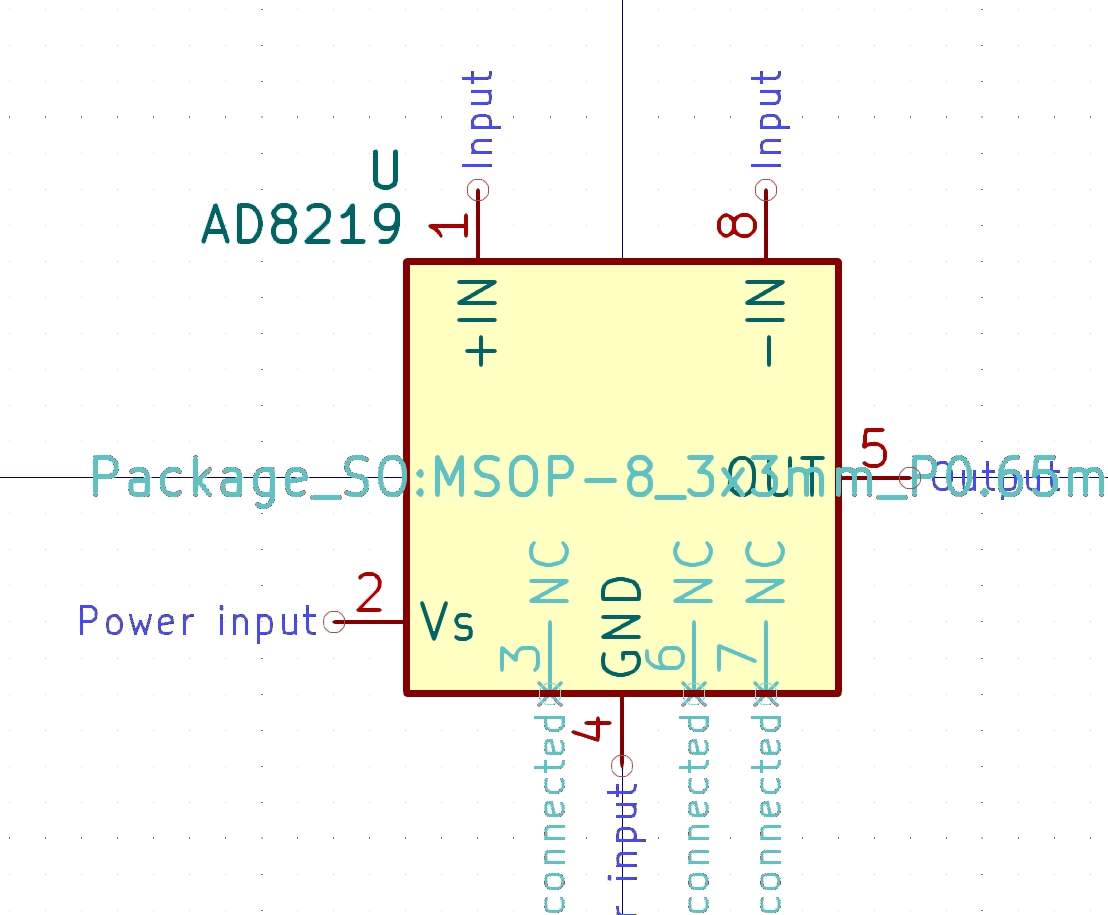 Input
Input
U
AD8219
1
8
+IN
-IN
5
Package_SO:MSOP-8_3x3mm_P0.65m
OUT
Output
NC
NC
NC
2
Power input
Vs
GND
3
6
7
4
connected
connected
connected
r input